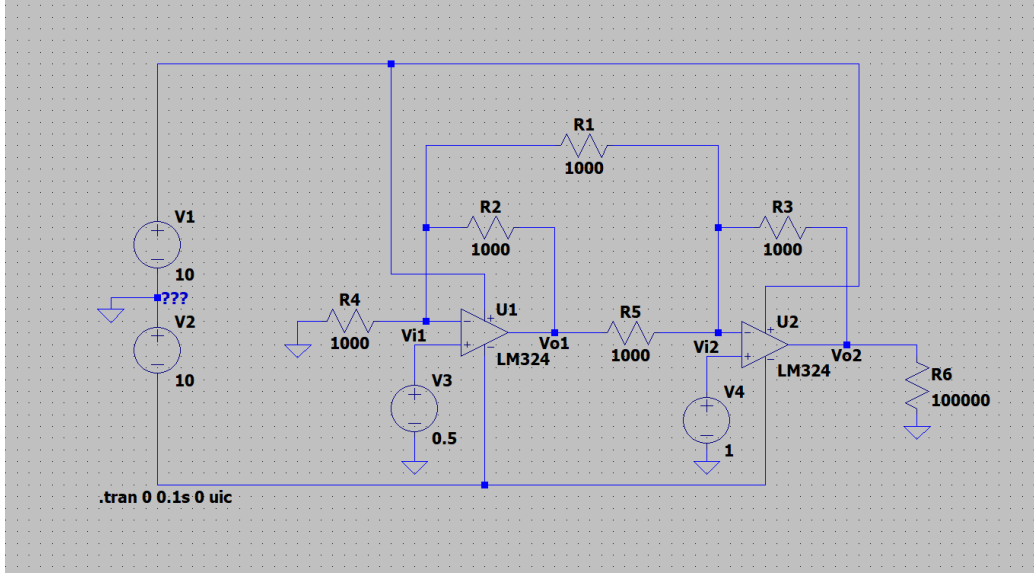 R1
1000
R2
1000
R3
1000
V1
10
???
V2
10
R4
1000
Vi1
U1
LM324
Vo1
R5
1000
Vi2
U2
LM324
Vo2
R6
100000
V3
0.5
V4
1
.tran 0 0.1s 0 uic